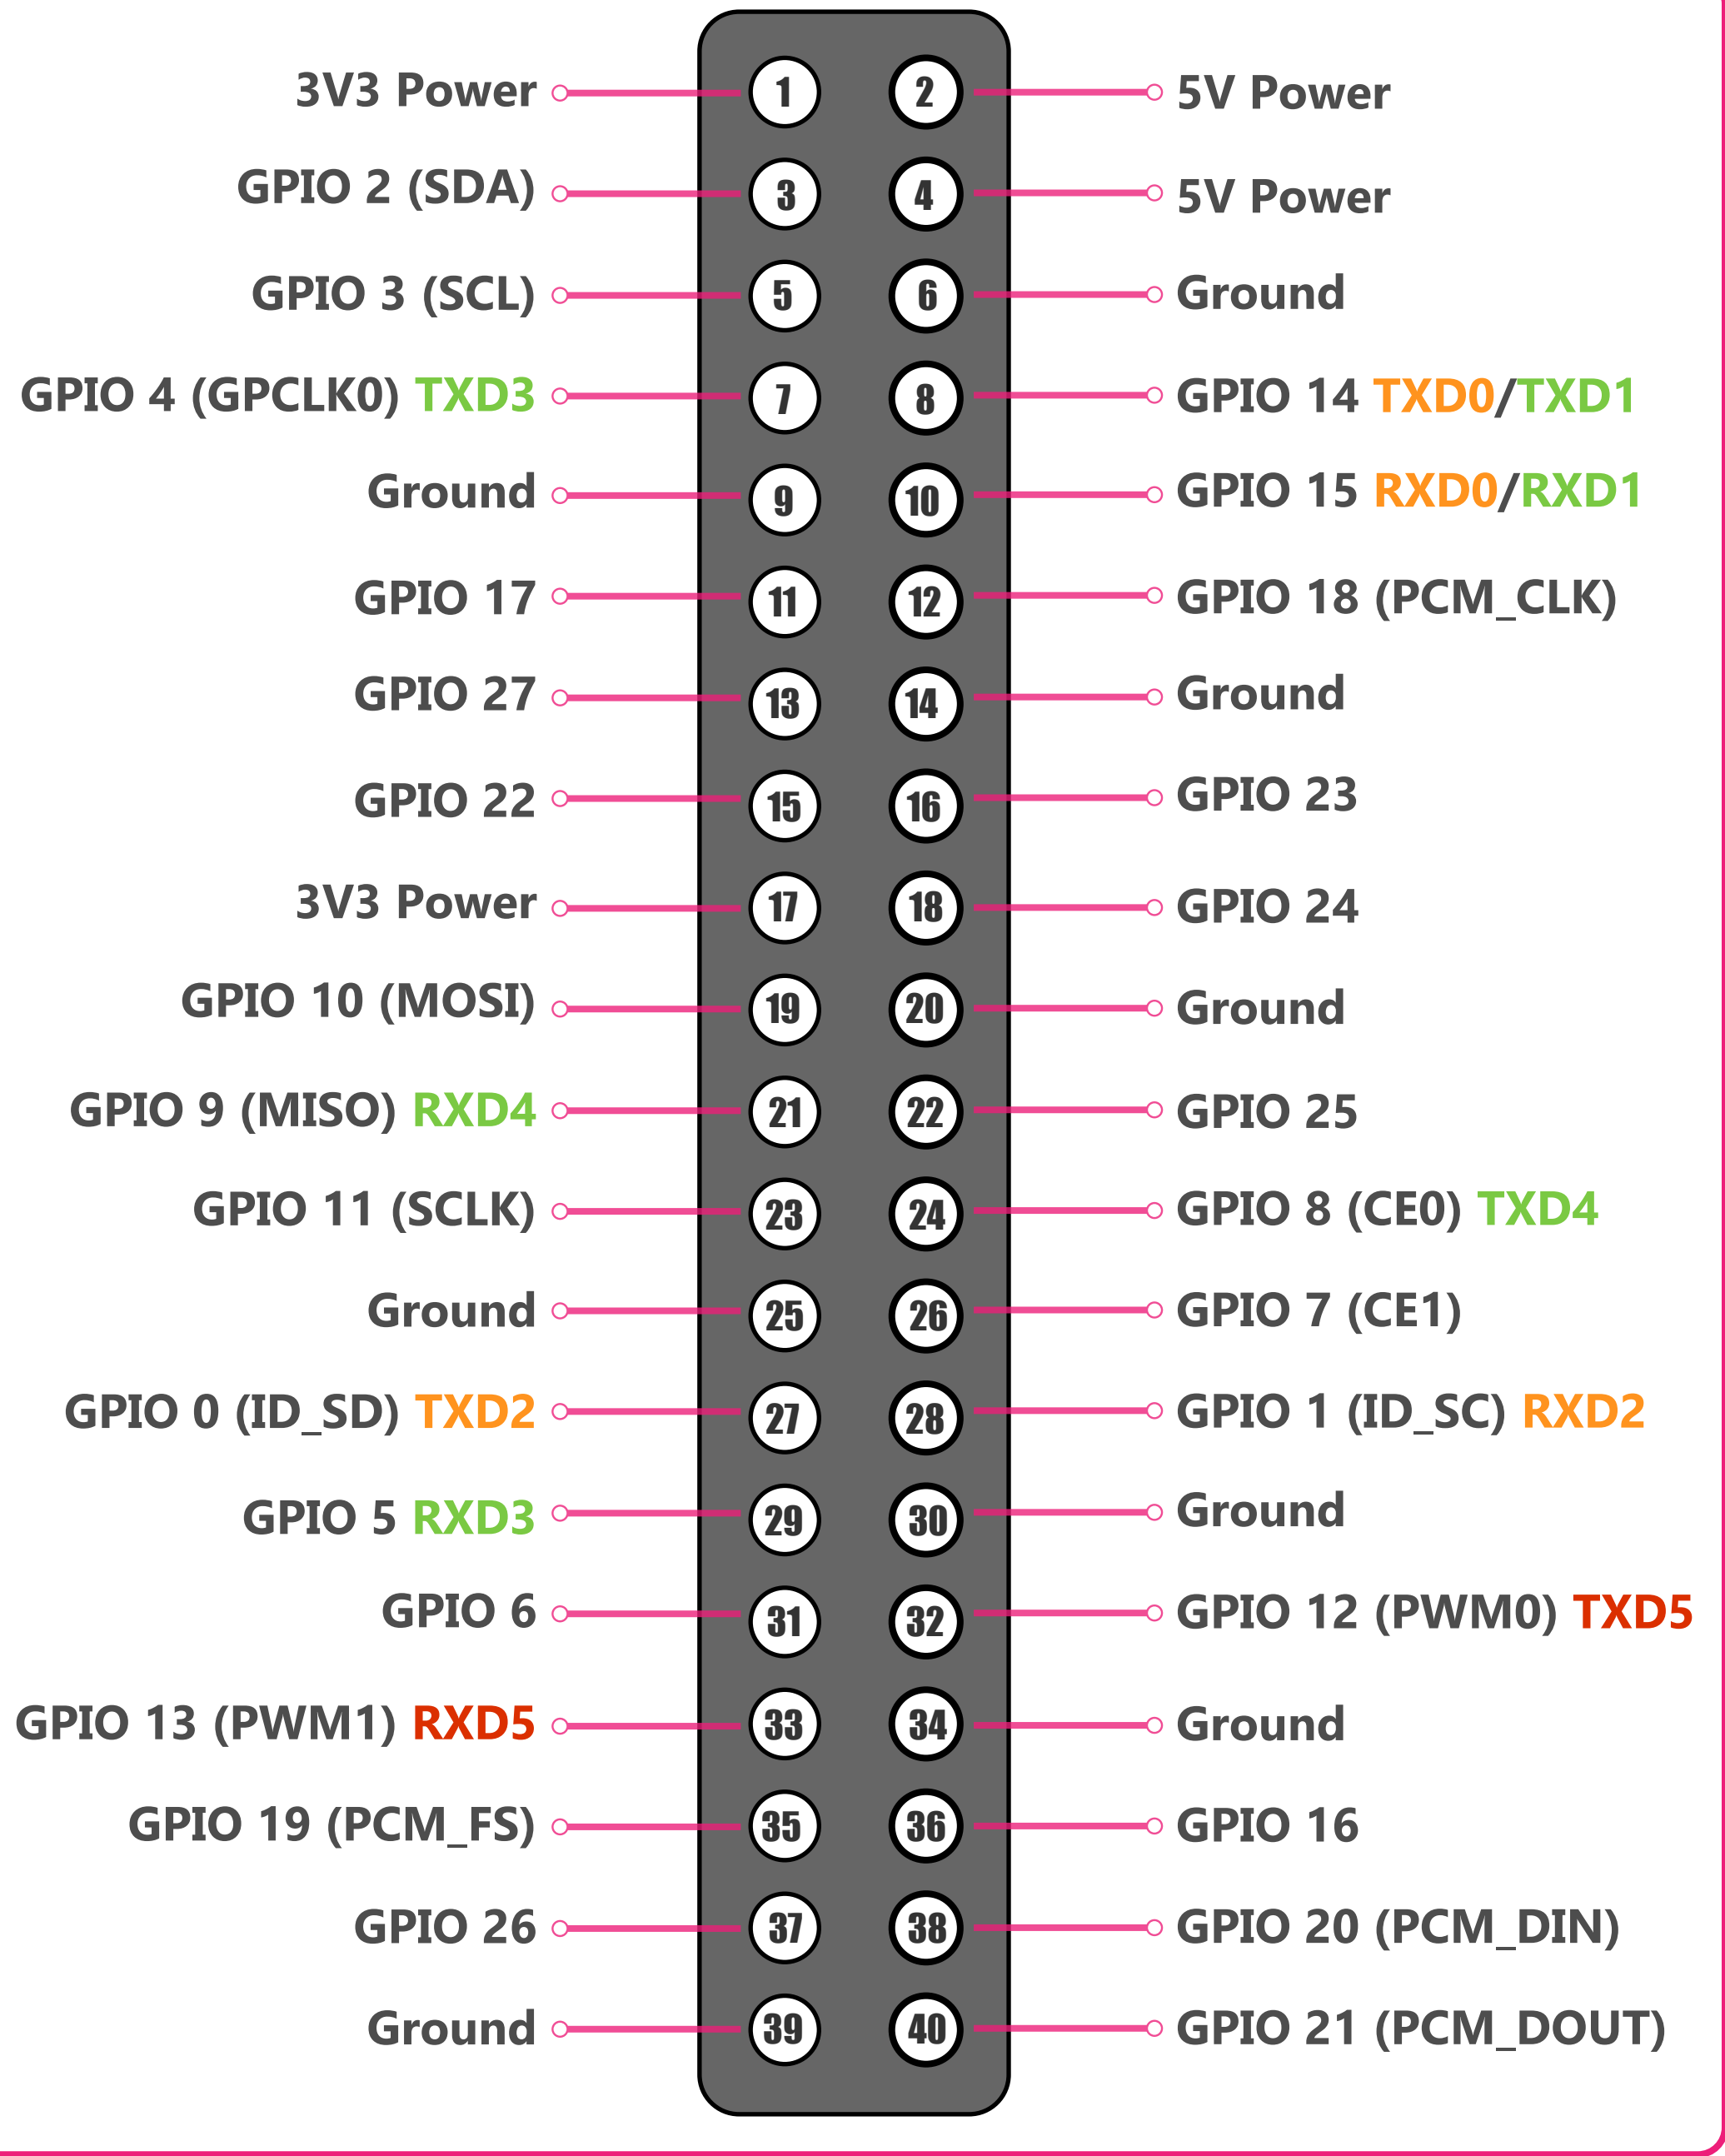 3V3 Power 1 2 5V Power
GPIO 2 (SDA) 3 4 5V Power
GPIO 3 (SCL) 5 6 Ground
GPIO 4 (GPCLK0) TXD3 7 8 GPIO 14 TXD0/TXD1
Ground 9 10 GPIO 15 RXD0/RXD1
GPIO 17 11 12 GPIO 18 (PCM_CLK)
GPIO 27 13 14 Ground
GPIO 22 15 16 GPIO 23
3V3 Power 17 18 GPIO 24
GPIO 10 (MOSI) 19 20 Ground
GPIO 9 (MISO) RXD4 21 22 GPIO 25
GPIO 11 (SCLK) 23 24 GPIO 8 (CE0) TXD4
Ground 25 26 GPIO 7 (CE1)
GPIO 0 (ID_SD) TXD2 27 28 GPIO 1 (ID_SC) RXD2
GPIO 5 RXD3 29 30 Ground
GPIO 6 31 32 GPIO 12 (PWM0) TXD5
GPIO 13 (PWM1) RXD5 33 34 Ground
GPIO 19 (PCM_FS) 35 36 GPIO 16
GPIO 26 37 38 GPIO 20 (PCM_DIN)
Ground 39 40 GPIO 21 (PCM_DOUT)